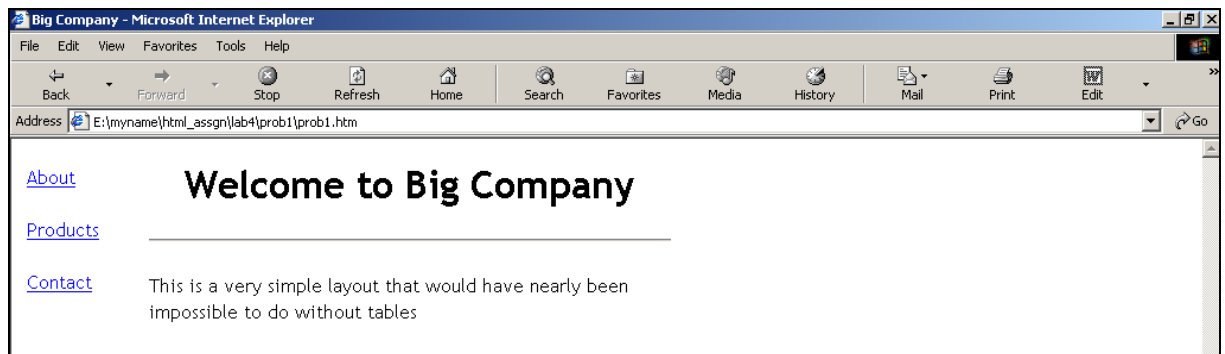 Big Company - Microsoft Internet Explorer
File Edit View Favorites Tools Help
Back Forward Stop Refresh Home Search Favorites Media History Mail Print Edit »
Address E:\myname\html_assgn\lab4\prob1\prob1.htm Go
About
Welcome to Big Company
Products
Contact
This is a very simple layout that would have nearly been
impossible to do without tables